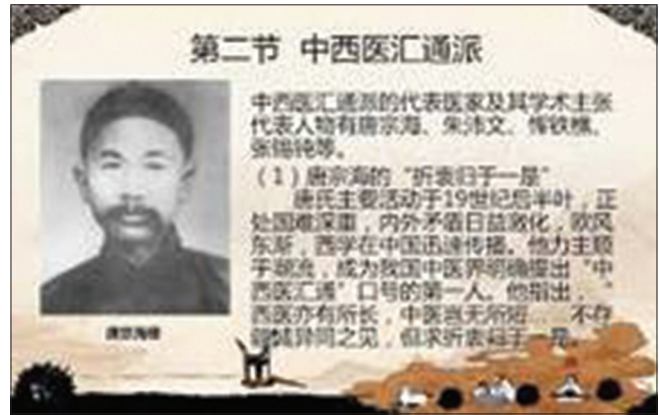 第二节 中西医汇通派
中西医汇通派的代表医家及其学术主张
代表人物有唐宗海、朱沛文、恽铁樵、
张锡钝等。
（1）唐宗海的“折衷归于一是”
唐氏主要活动于19世纪后半叶，正
处国难深重，内外矛盾日益激化，欧风
东渐，西学在中国迅速传播。他力主顺
乎潮流，成为我国中医界明确提出“中
西医汇通”口号的第一人。他指出，“
西医亦有所长，中医岂无所短……不存
疆域异同之见，但求折衷归于一是。”
唐宗海像